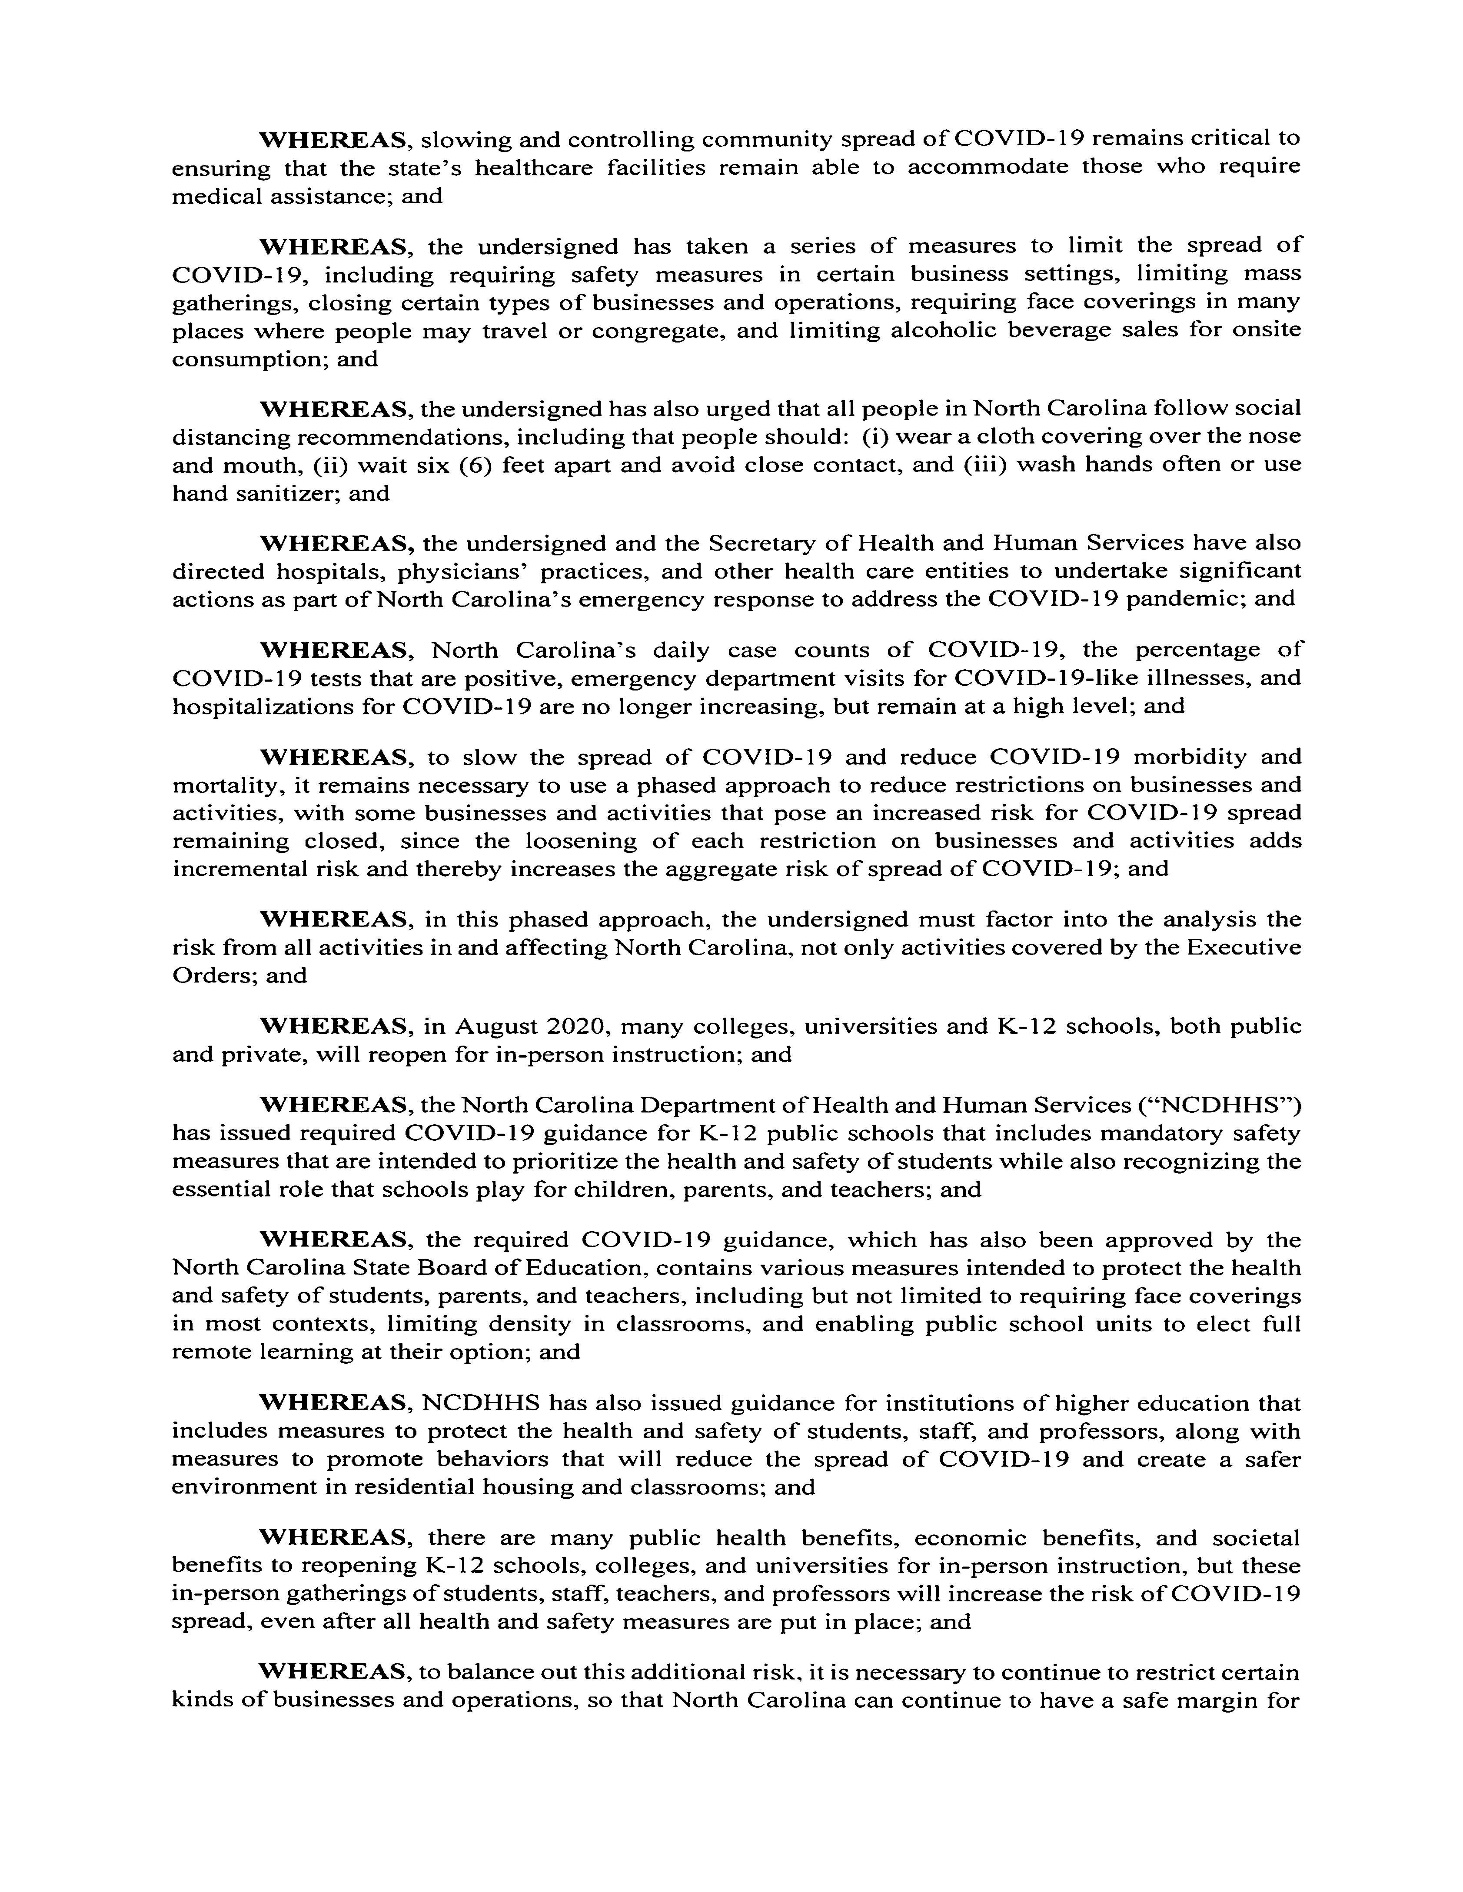 WHEREAS, slowing and controlling community spread of COVID-19 remains critical to
ensuring that the state's healthcare facilities remain able to accommodate those who require
medical assistance; and
WHEREAS, the undersigned has taken a series of measures to limit the spread of
COVID-19, including requiring safety measures in certain business settings, limiting mass
gatherings, closing certain types of businesses and operations, requiring face coverings in many
places where people may travel or congregate, and limiting alcoholic beverage sales for onsite
consumption; and
WHEREAS, the undersigned has also urged that all people in North Carolina follow social
distancing recommendations, including that people should: (i) wear a cloth covering over the nose
and mouth, (ii) wait six (6) feet apart and avoid close contact, and (iii) wash hands often or use
hand sanitizer; and
WHEREAS, the undersigned and the Secretary of Health and Human Services have also
directed hospitals, physicians' practices, and other health care entities to undertake significant
actions as part of North Carolina's emergency response to address the COVID-19 pandemic; and
WHEREAS, North Carolina's daily case counts of COVID-19, the percentage of
COVID-19 tests that are positive, emergency department visits for COVID-19-like illnesses, and
hospitalizations for COVID-19 are no longer increasing, but remain at a high level; and
WHEREAS, to slow the spread of COVID-19 and reduce COVID-19 morbidity and
mortality, it remains necessary to use a phased approach to reduce restrictions on businesses and
activities, with some businesses and activities that pose an increased risk for COVID-19 spread
remaining closed, since the loosening of each restriction on businesses and activities adds
incremental risk and thereby increases the aggregate risk of spread of COVID-19; and
WHEREAS, in this phased approach, the undersigned must factor into the analysis the
risk from all activities in and affecting North Carolina, not only activities covered by the Executive
Orders; and
WHEREAS, in August 2020, many colleges, universities and K-12 schools, both public
and private, will reopen for in-person instruction; and
WHEREAS, the North Carolina Department of Health and Human Services ("NCDHHS")
has issued required COVID-19 guidance for K-12 public schools that includes mandatory safety
measures that are intended to prioritize the health and safety of students while also recognizing the
essential role that schools play for children, parents, and teachers; and
WHEREAS, the required COVID-19 guidance, which has also been approved by the
North Carolina State Board of Education, contains various measures intended to protect the health
and safety of students, parents, and teachers, including but not limited to requiring face coverings
in most contexts, limiting density in classrooms, and enabling public school units to elect full
remote learning at their option; and
WHEREAS, NCDHHS has also issued guidance for institutions of higher education that
includes measures to protect the health and safety of students, staff, and professors, along with
measures to promote behaviors that will reduce the spread of COVID-19 and create a safer
environment in residential housing and classrooms; and
WHEREAS, there are many public health benefits, economic benefits, and societal
benefits to reopening K-12 schools, colleges, and universities for in-person instruction, but these
in-person gatherings of students, staff, teachers, and professors will increase the risk of COVID-19
spread, even after all health and safety measures are put in place; and
WHEREAS, to balance out this additional risk, it is necessary to continue to restrict certain
kinds of businesses and operations, so that North Carolina can continue to have a safe margin for